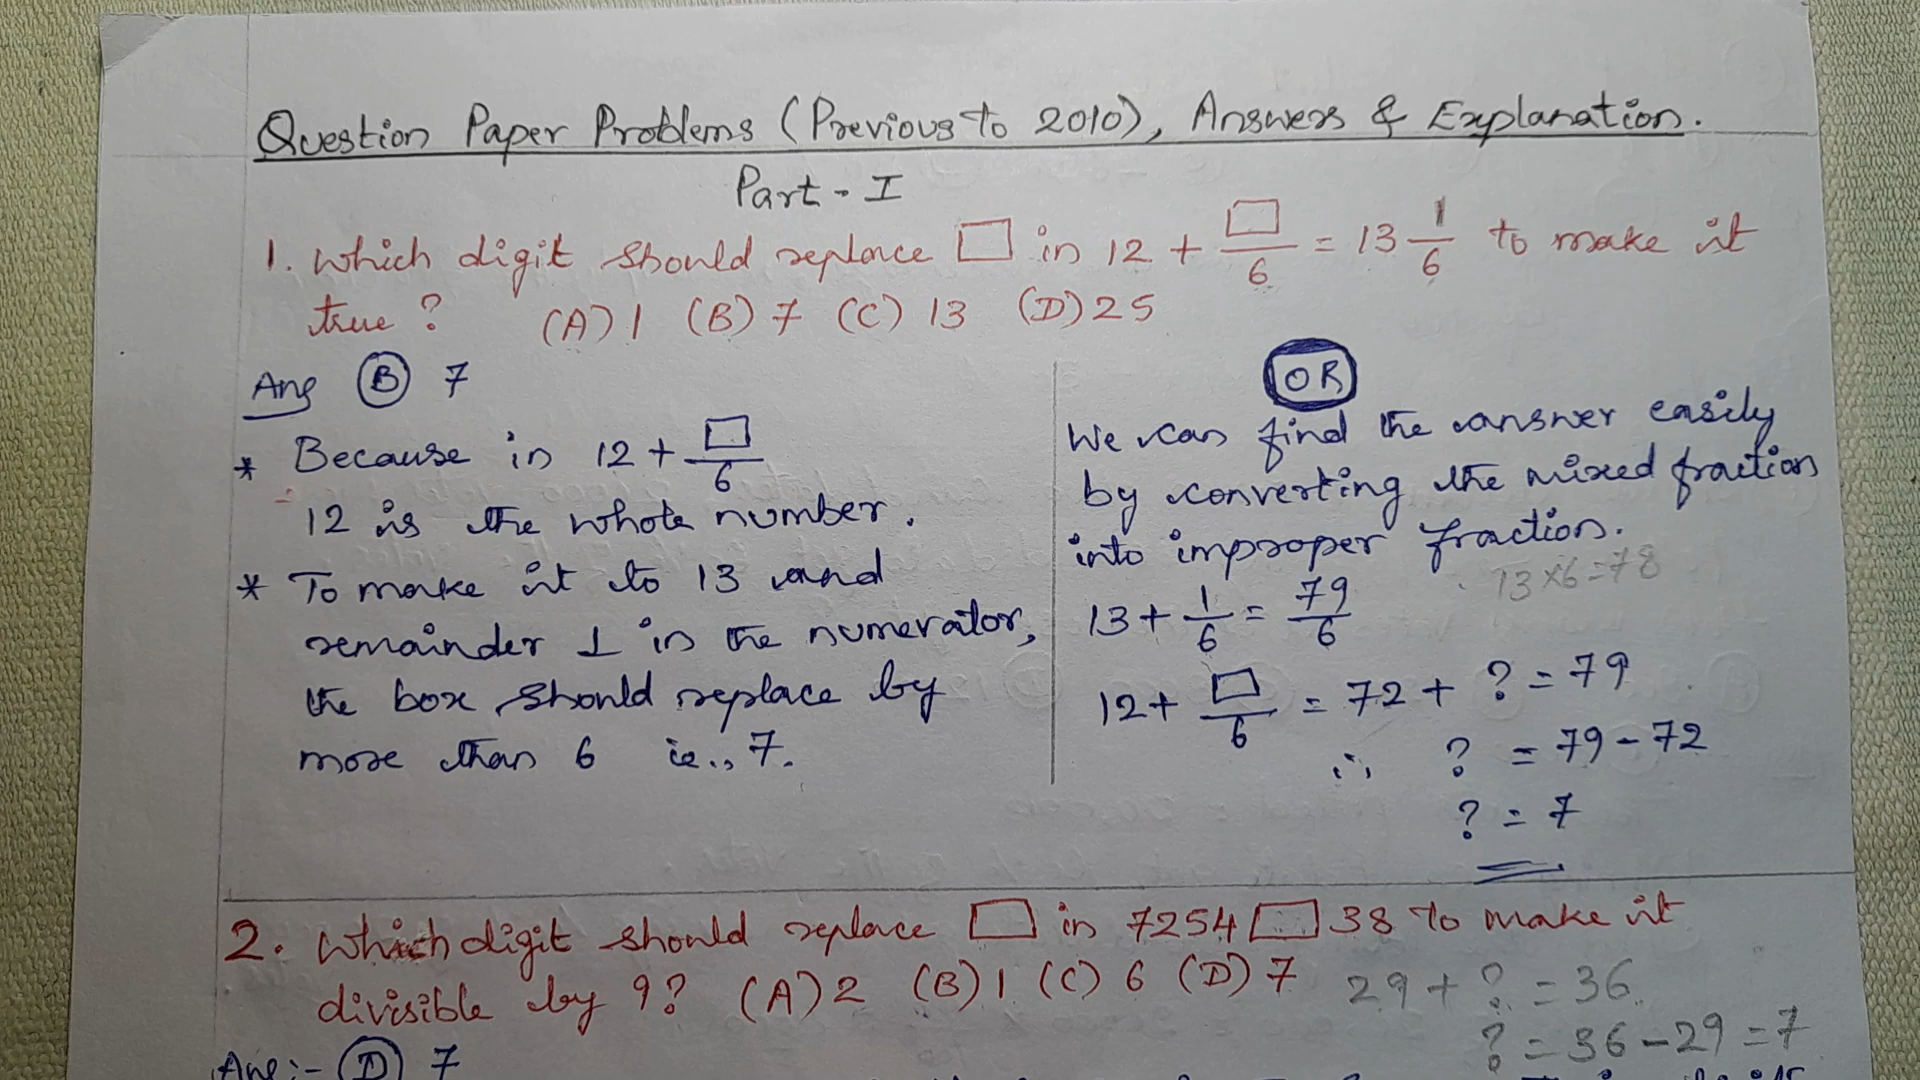 Question Paper Problems (Previous to 2010), Answers & Explanation.
Part - I
1. Which digit should replace □ in 12 + □/6 = 13 1/6 to make it
true ? (A) 1 (B) 7 (C) 13 (D) 25
Ans (B) 7
* Because in 12 + □/6
12 is the whole number.
* To make it to 13 and
remainder 1 in the numerator,
the box should replace by
more than 6 ie., 7.
OR
We can find the answer easily
by converting the mixed fraction
into improper fraction.
13 x 6 = 78
13 + 1/6 = 79/6
12 + □/6 = 72 + ? = 79
∴ ? = 79 - 72
? = 7
2. Which digit should replace □ in 7254 □ 38 to make it
divisible by 9? (A) 2 (B) 1 (C) 6 (D) 7
29 + ? = 36
? = 36 - 29 = 7
Ans :- (D) 7